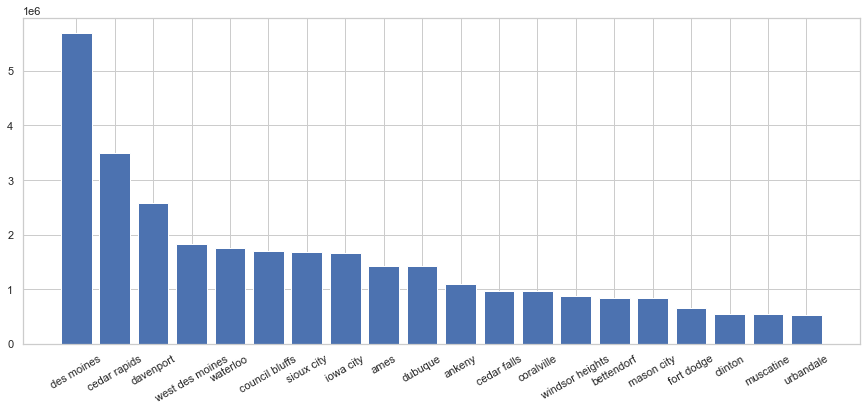 1e6
5
4
3
2
1
0
des moines
cedar rapids
davenport
west des moines
waterloo
council bluffs
sioux city
iowa city
ames
dubuque
ankeny
cedar falls
coralville
windsor heights
bettendorf
mason city
fort dodge
clinton
muscatine
urbandale